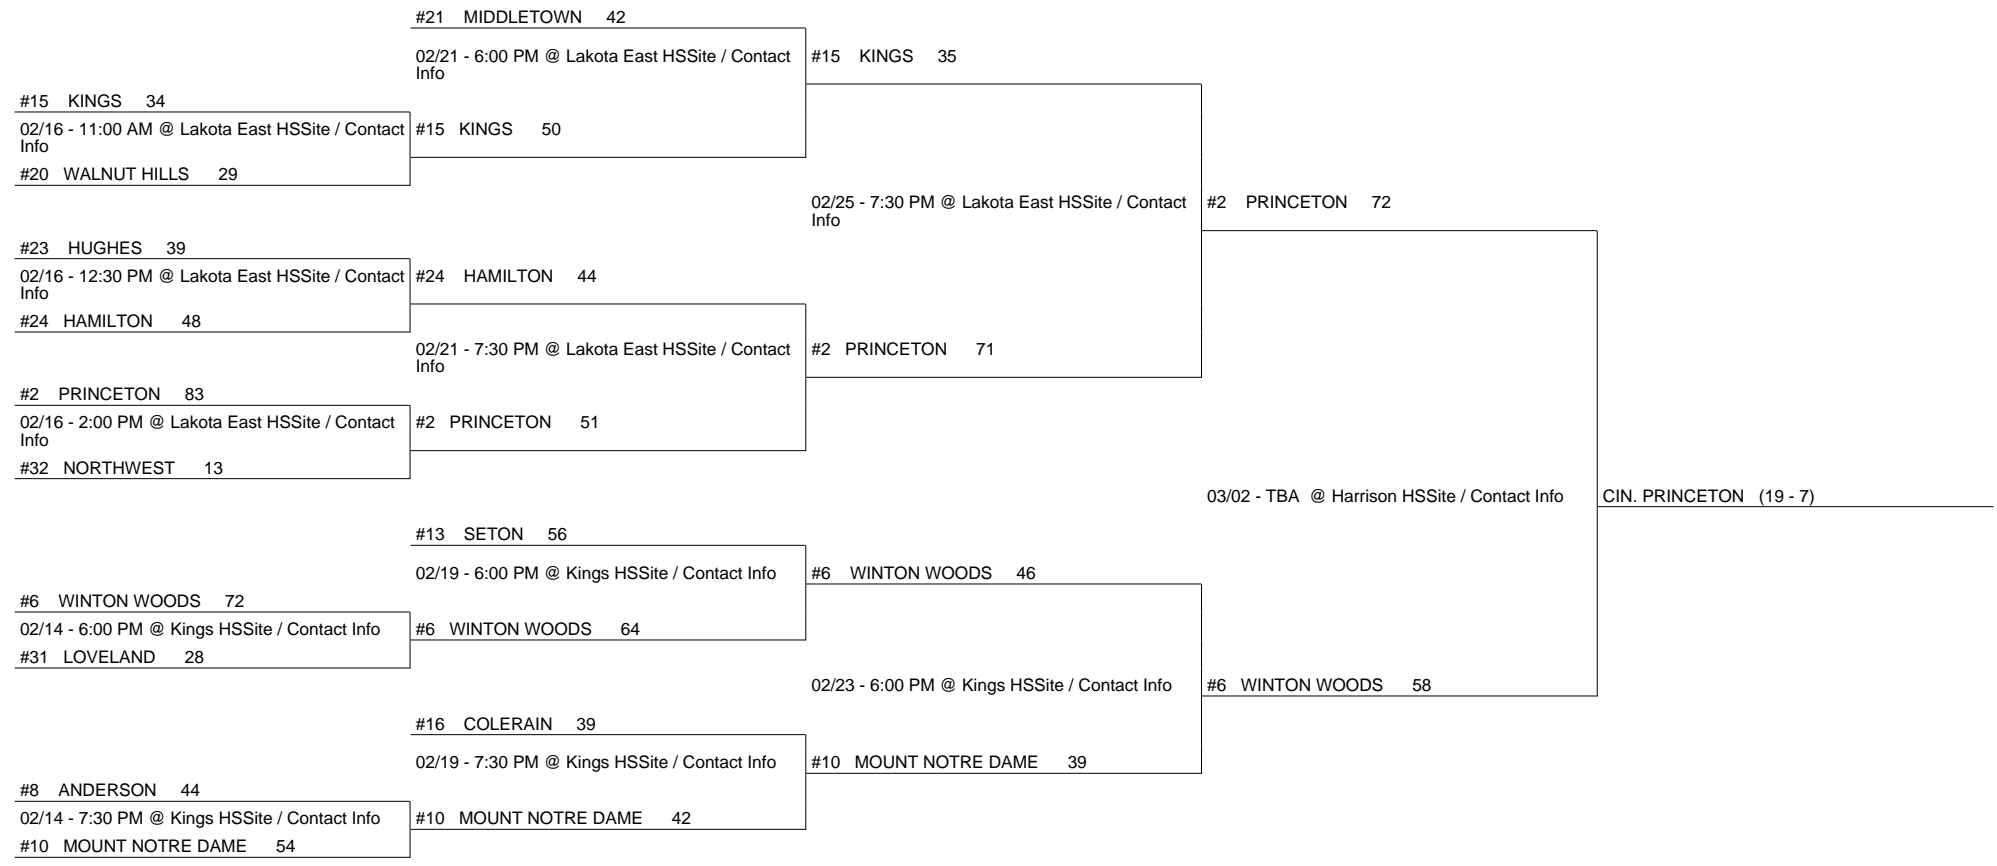 #21 MIDDLETOWN 42
02/21 - 6:00 PM @ Lakota East HSSite / Contact
Info
#15 KINGS 35
#15 KINGS 34
02/16 - 11:00 AM @ Lakota East HSSite / Contact
Info
#15 KINGS 50
#20 WALNUT HILLS 29
02/25 - 7:30 PM @ Lakota East HSSite / Contact
Info
#2 PRINCETON 72
#23 HUGHES 39
02/16 - 12:30 PM @ Lakota East HSSite / Contact
Info
#24 HAMILTON 44
#24 HAMILTON 48
02/21 - 7:30 PM @ Lakota East HSSite / Contact
Info
#2 PRINCETON 71
#2 PRINCETON 83
02/16 - 2:00 PM @ Lakota East HSSite / Contact
Info
#2 PRINCETON 51
#32 NORTHWEST 13
03/02 - TBA @ Harrison HSSite / Contact Info
CIN. PRINCETON (19 - 7)
#13 SETON 56
02/19 - 6:00 PM @ Kings HSSite / Contact Info
#6 WINTON WOODS 46
#6 WINTON WOODS 72
02/14 - 6:00 PM @ Kings HSSite / Contact Info
#6 WINTON WOODS 64
#31 LOVELAND 28
02/23 - 6:00 PM @ Kings HSSite / Contact Info
#6 WINTON WOODS 58
#16 COLERAIN 39
02/19 - 7:30 PM @ Kings HSSite / Contact Info
#10 MOUNT NOTRE DAME 39
#8 ANDERSON 44
02/14 - 7:30 PM @ Kings HSSite / Contact Info
#10 MOUNT NOTRE DAME 42
#10 MOUNT NOTRE DAME 54